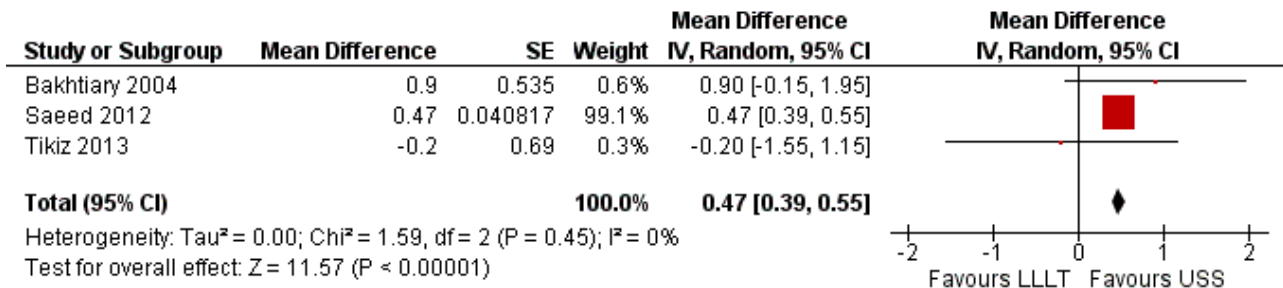 Mean Difference Mean Difference
Study or Subgroup Mean Difference SE Weight IV, Random, 95% CI IV, Random, 95% CI
Bakhtiary 2004 0.9 0.535 0.6% 0.90 [-0.15, 1.95]
Saeed 2012 0.47 0.040817 99.1% 0.47 [0.39, 0.55]
Tikiz 2013 -0.2 0.69 0.3% -0.20 [-1.55, 1.15]
Total (95% CI) 100.0% 0.47 [0.39, 0.55]
Heterogeneity: Tau² = 0.00; Chi² = 1.59, df = 2 (P = 0.45); I² = 0%
Test for overall effect: Z = 11.57 (P < 0.00001)
-2 -1 0 1 2
Favours LLLT Favours USS